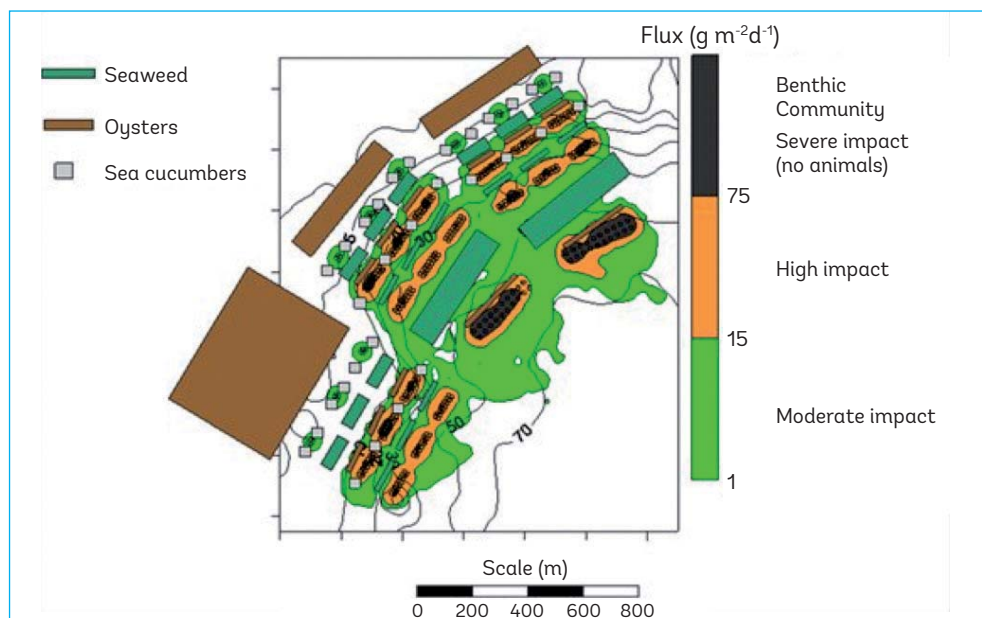 Flux (g m⁻²d⁻¹)
Seaweed
Oysters
Sea cucumbers
Benthic
Community
Severe impact
(no animals)
75
High impact
15
Moderate impact
1
30
50
70
Scale (m)
0 200 400 600 800